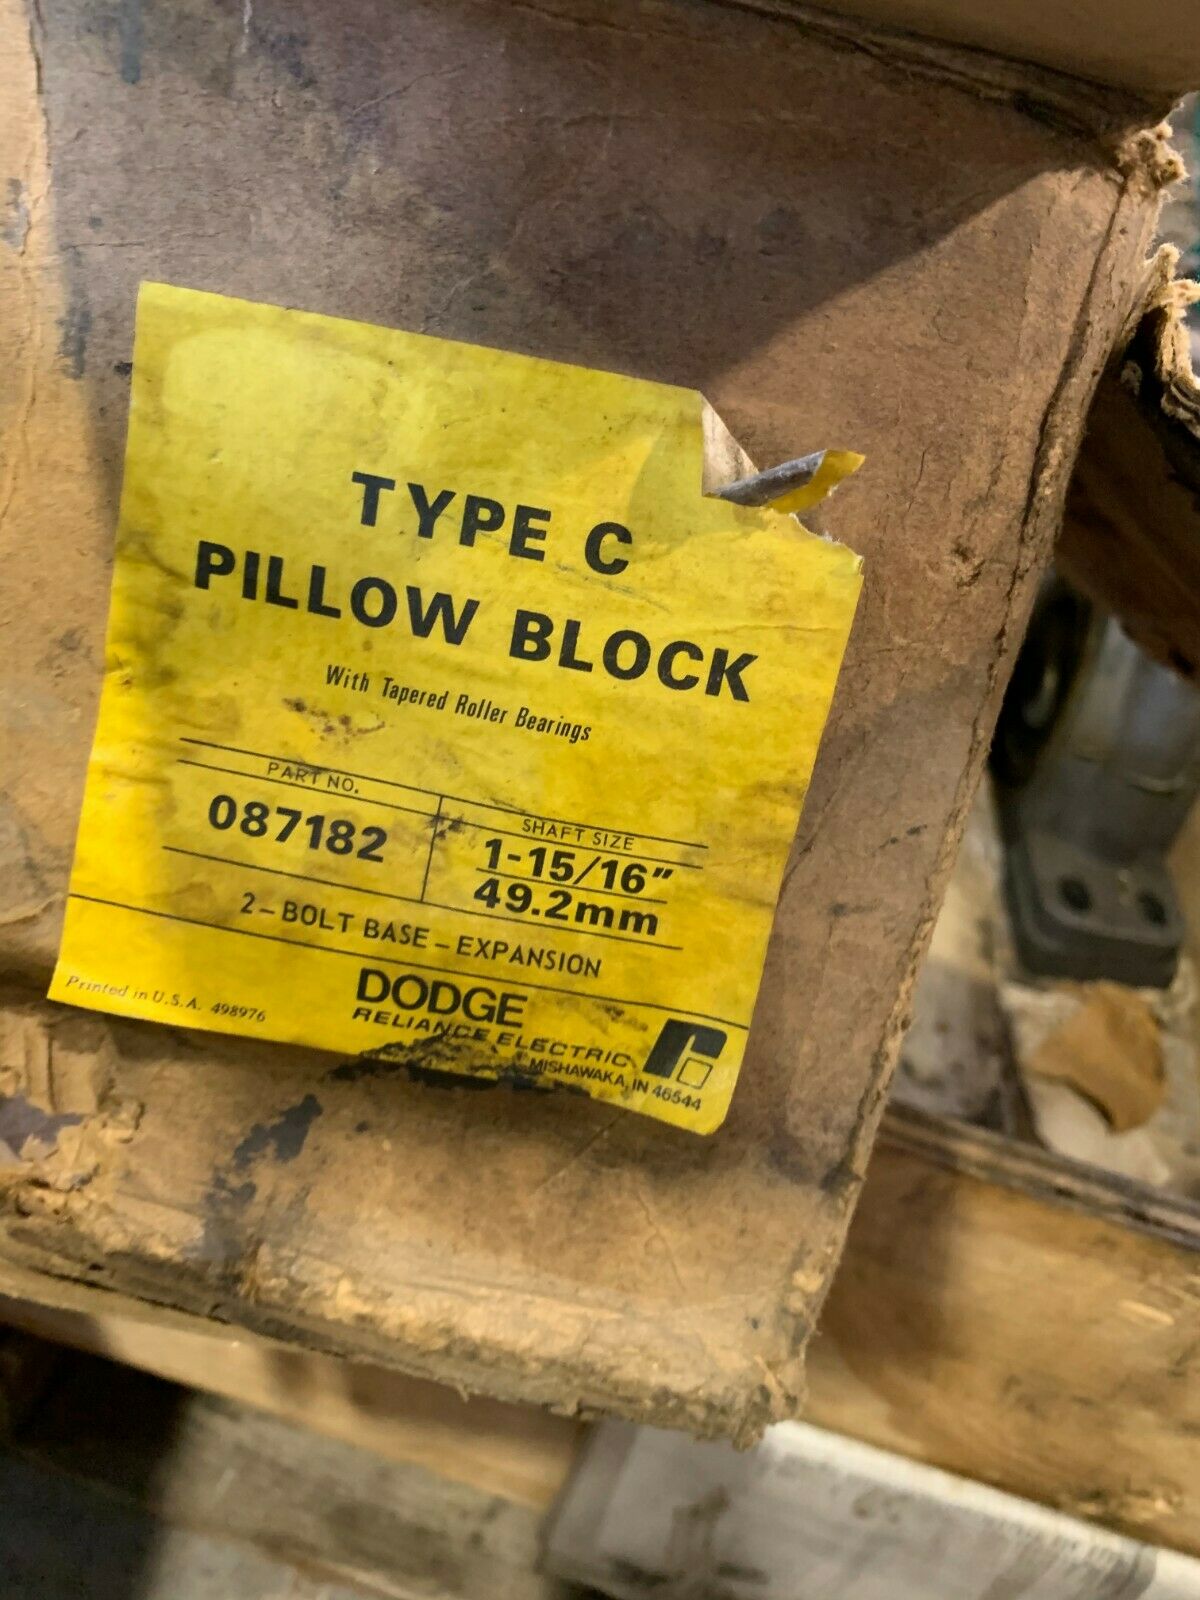 TYPE C
PILLOW BLOCK
With Tapered Roller Bearings
PART NO.
087182
SHAFT SIZE
1-15/16"
49.2mm
2-BOLT BASE-EXPANSION
Printed in U.S.A. 498976
DODGE
RELIANCE ELECTRIC
MISHAWAKA, IN 46544